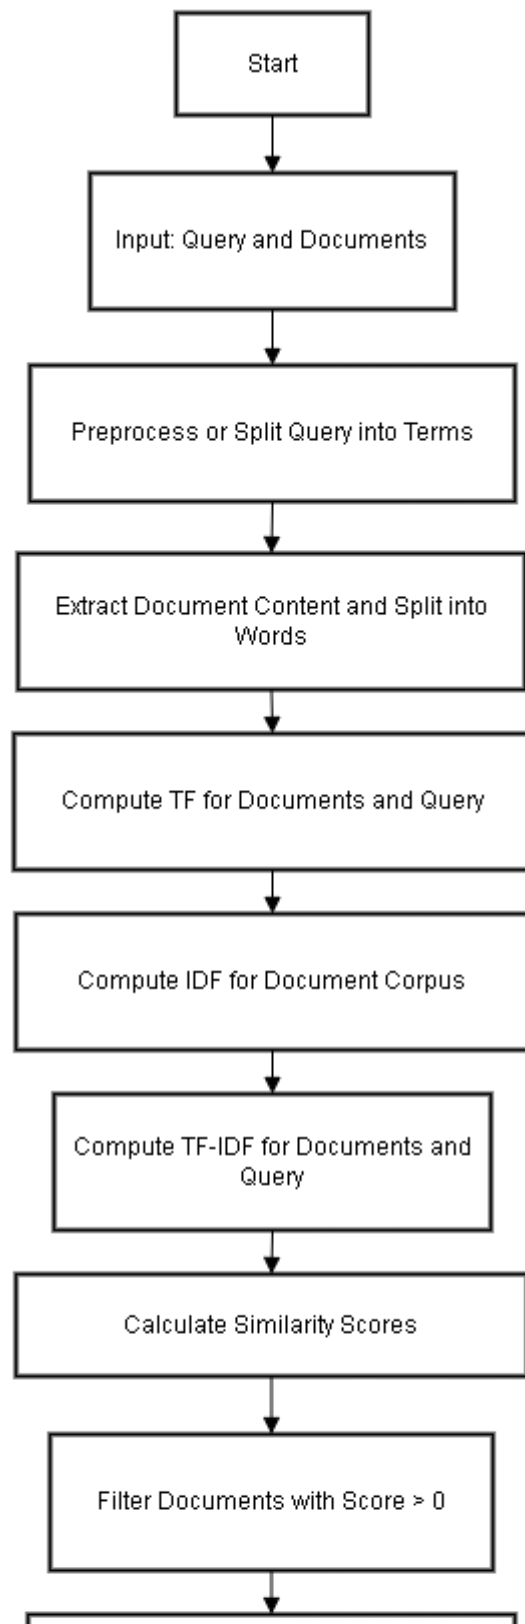 Start
Input: Query and Documents
Preprocess or Split Query into Terms
Extract Document Content and Split into
Words
Compute TF for Documents and Query
Compute IDF for Document Corpus
Compute TF-IDF for Documents and
Query
Calculate Similarity Scores
Filter Documents with Score > 0